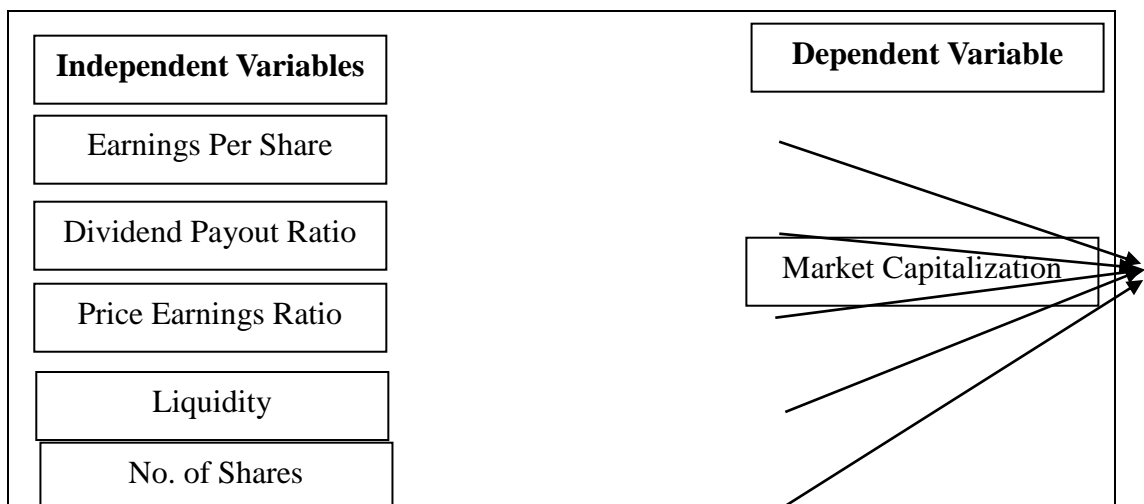 Independent Variables
Dependent Variable
Earnings Per Share
Dividend Payout Ratio
Market Capitalization
Price Earnings Ratio
Liquidity
No. of Shares